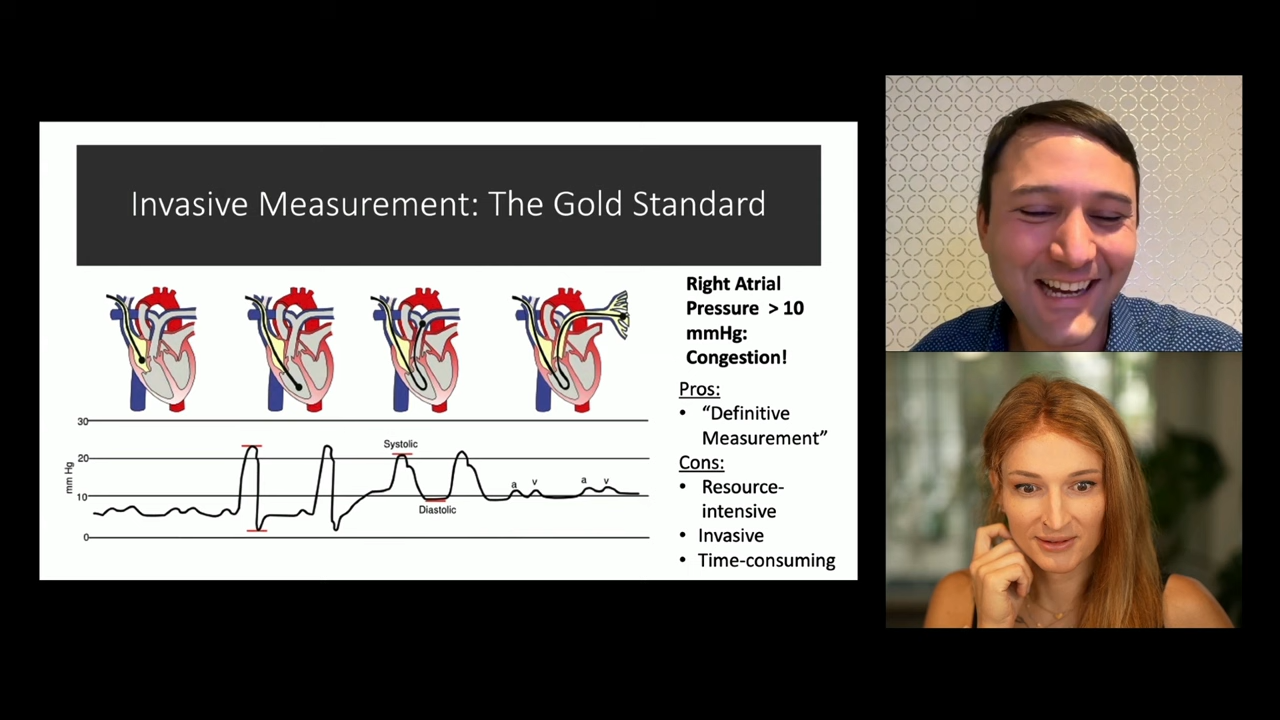 Invasive Measurement: The Gold Standard
Right Atrial
Pressure > 10
mmHg:
Congestion!
Pros:
• “Definitive
Measurement”
Cons:
• Resource-
intensive
• Invasive
• Time-consuming
30
20
10
0
mm Hg
Systolic
Diastolic
a
v
a
v